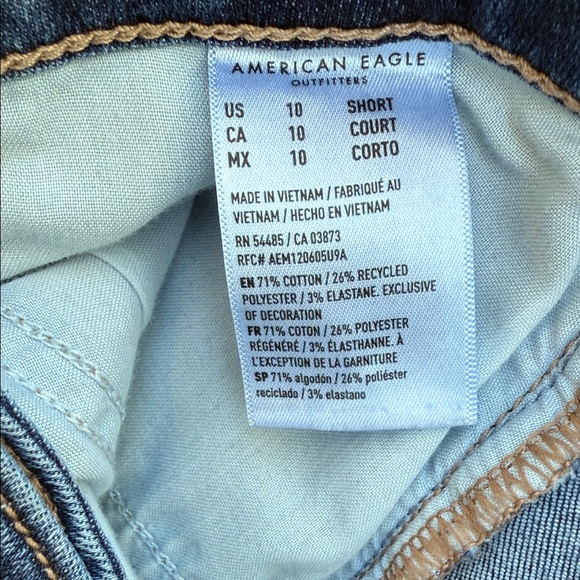 AMERICAN EAGLE
OUTFITTERS
US 10 SHORT
CA 10 COURT
MX 10 CORTO
MADE IN VIETNAM / FABRIQUÉ AU
VIETNAM / HECHO EN VIETNAM
RN 54485 / CA 03873
RFC# AEM120605U9A
EN 71% COTTON / 26% RECYCLED
POLYESTER / 3% ELASTANE. EXCLUSIVE
OF DECORATION
FR 71% COTON / 26% POLYESTER
RÉGÉNÉRÉ / 3% ÉLASTHANNE. À
L'EXCEPTION DE LA GARNITURE
SP 71% algodón / 26% poliéster
reciclado / 3% elastano